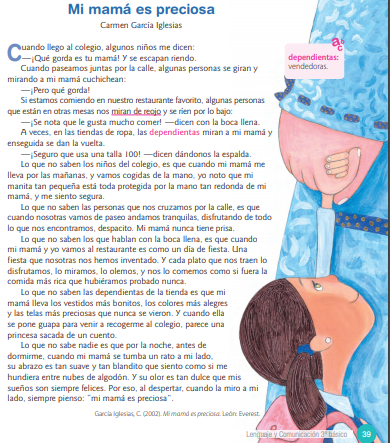 Mi mamá es preciosa
Carmen García Iglesias
Cuando llego al colegio, algunos niños me dicen:
—¡Qué gorda es tu mamá! Y se escapan riendo.
Cuando paseamos juntas por la calle, algunas personas se giran y
mirando a mi mamá cuchichean:
—¡Pero qué gorda!
Si estamos comiendo en nuestro restaurante favorito, algunas personas
que están en otras mesas nos miran de reojo y se ríen por lo bajo:
—¡Se nota que le gusta mucho comer! —dicen con la boca llena.
A veces, en las tiendas de ropa, las dependientas miran a mi mamá y
enseguida se dan la vuelta.
—¡Seguro que usa una talla 100! —dicen dándonos la espalda.
Lo que no saben los niños del colegio, es que cuando mi mamá me
lleva por las mañanas, y vamos cogidas de la mano, yo noto que mi
manita tan pequeña está toda protegida por la mano tan redonda de mi
mamá, y me siento segura.
Lo que no saben las personas que nos cruzamos por la calle, es que
cuando nosotras vamos de paseo andamos tranquilas, disfrutando de todo
lo que nos encontramos, despacito. Mi mamá nunca tiene prisa.
Lo que no saben los que hablan con la boca llena, es que cuando
mi mamá y yo vamos al restaurante es como un día de fiesta. Una
fiesta que nosotras nos hemos inventado. Y cada plato que nos traen lo
disfrutamos, lo miramos, lo olemos, y nos lo comemos como si fuera la
comida más rica que hubiéramos probado nunca.
Lo que no saben las dependientas de la tienda es que mi
mamá lleva los vestidos más bonitos, los colores más alegres
y las telas más preciosas que nunca se vieron. Y cuando ella
se pone guapa para venir a recogerme al colegio, parece una
princesa sacada de un cuento.
Lo que no sabe nadie es que por la noche, antes de
dormirme, cuando mi mamá se tumba un rato a mi lado,
su abrazo es tan suave y tan blandito que siento como si me
hundiera entre nubes de algodón. Y su olor es tan dulce que mis
sueños son siempre felices. Por eso, al despertar, cuando la miro a mi
lado, siempre pienso: "mi mamá es preciosa".
García Iglesias, C. (2002). Mi mamá es preciosa. León: Everest.
abc
dependientes:
vendedoras.
Lenguaje y Comunicación 3° básico
39